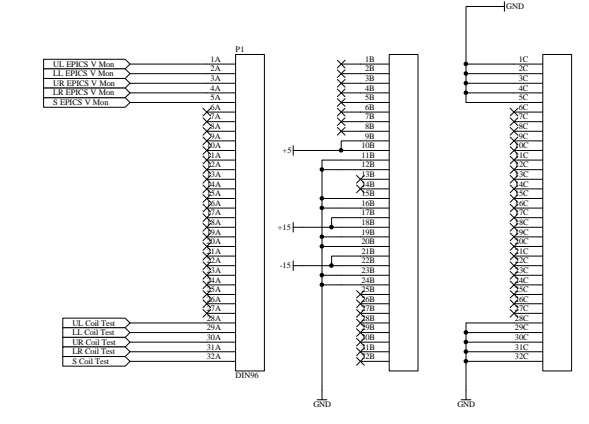 GND
P1
UL EPICS V Mon 1A
LL EPICS V Mon 2A
UR EPICS V Mon 3A
LR EPICS V Mon 4A
S EPICS V Mon 5A
6A
7A
8A
9A
10A
11A
12A
13A
14A
15A
16A
17A
18A
19A
20A
21A
22A
23A
24A
25A
26A
27A
UL Coil Test 28A
LL Coil Test 29A
UR Coil Test 30A
LR Coil Test 31A
S Coil Test 32A
DIN96
1B
2B
3B
4B
5B
6B
7B
8B
9B
+5 10B
11B
12B
13B
14B
15B
16B
17B
+15 18B
19B
20B
21B
-15 22B
23B
24B
25B
26B
27B
28B
29B
30B
31B
32B
GND
1C
2C
3C
4C
5C
6C
7C
8C
9C
10C
11C
12C
13C
14C
15C
16C
17C
18C
19C
20C
21C
22C
23C
24C
25C
26C
27C
28C
29C
30C
31C
32C
GND